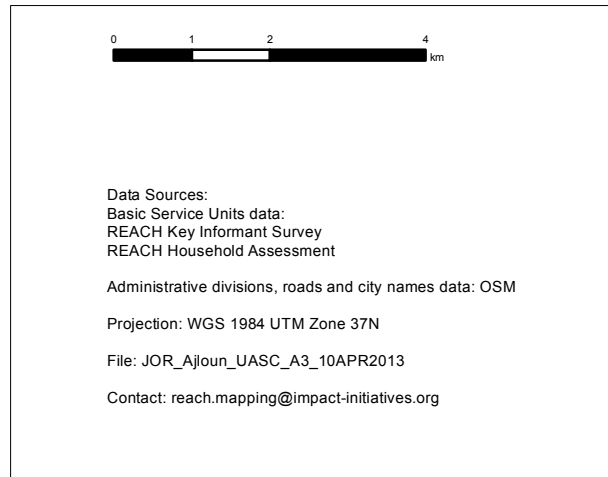 0 1 2 4
km
Data Sources:
Basic Service Units data:
REACH Key Informant Survey
REACH Household Assessment
Administrative divisions, roads and city names data: OSM
Projection: WGS 1984 UTM Zone 37N
File: JOR_Ajloun_UASC_A3_10APR2013
Contact: reach.mapping@impact-initiatives.org